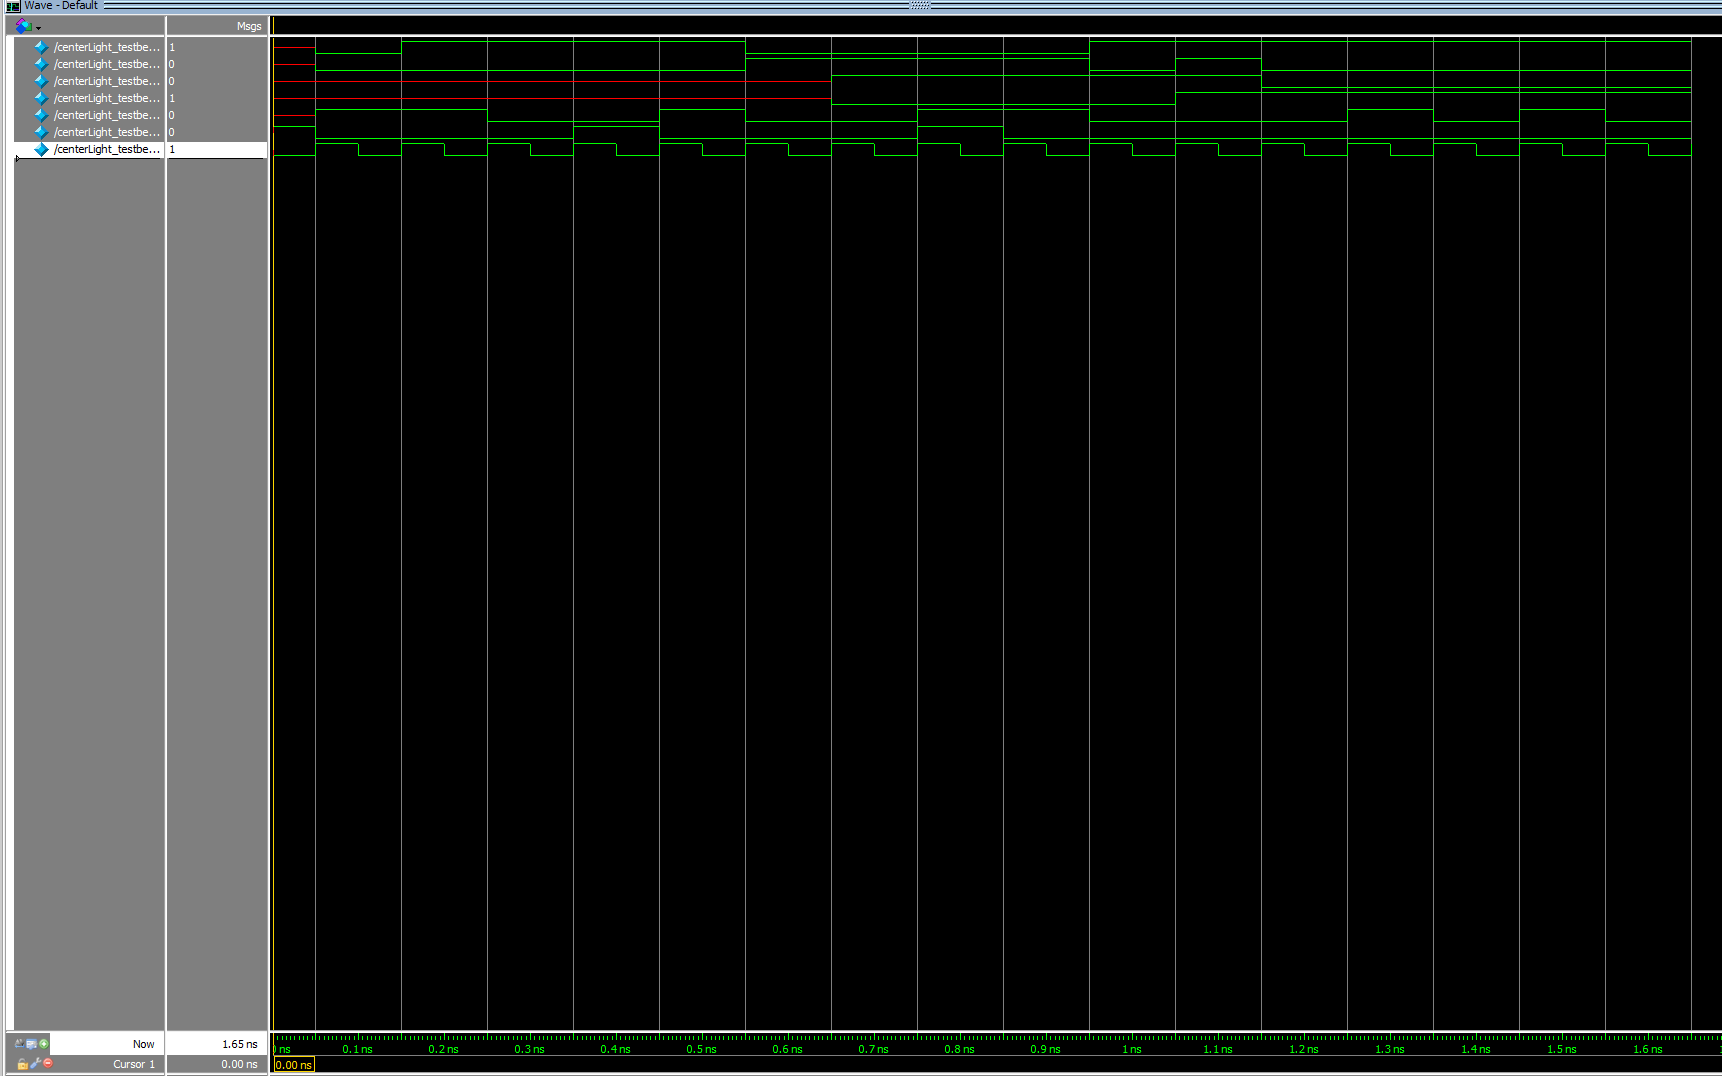 Wave - Default
Msgs
/centerLight_testbe... 1
/centerLight_testbe... 0
/centerLight_testbe... 0
/centerLight_testbe... 1
/centerLight_testbe... 0
/centerLight_testbe... 0
/centerLight_testbe... 1
Now 1.65 ns
ns 0.1 ns 0.2 ns 0.3 ns 0.4 ns 0.5 ns 0.6 ns 0.7 ns 0.8 ns 0.9 ns 1 ns 1.1 ns 1.2 ns 1.3 ns 1.4 ns 1.5 ns 1.6 ns
Cursor 1 0.00 ns 0.00 ns